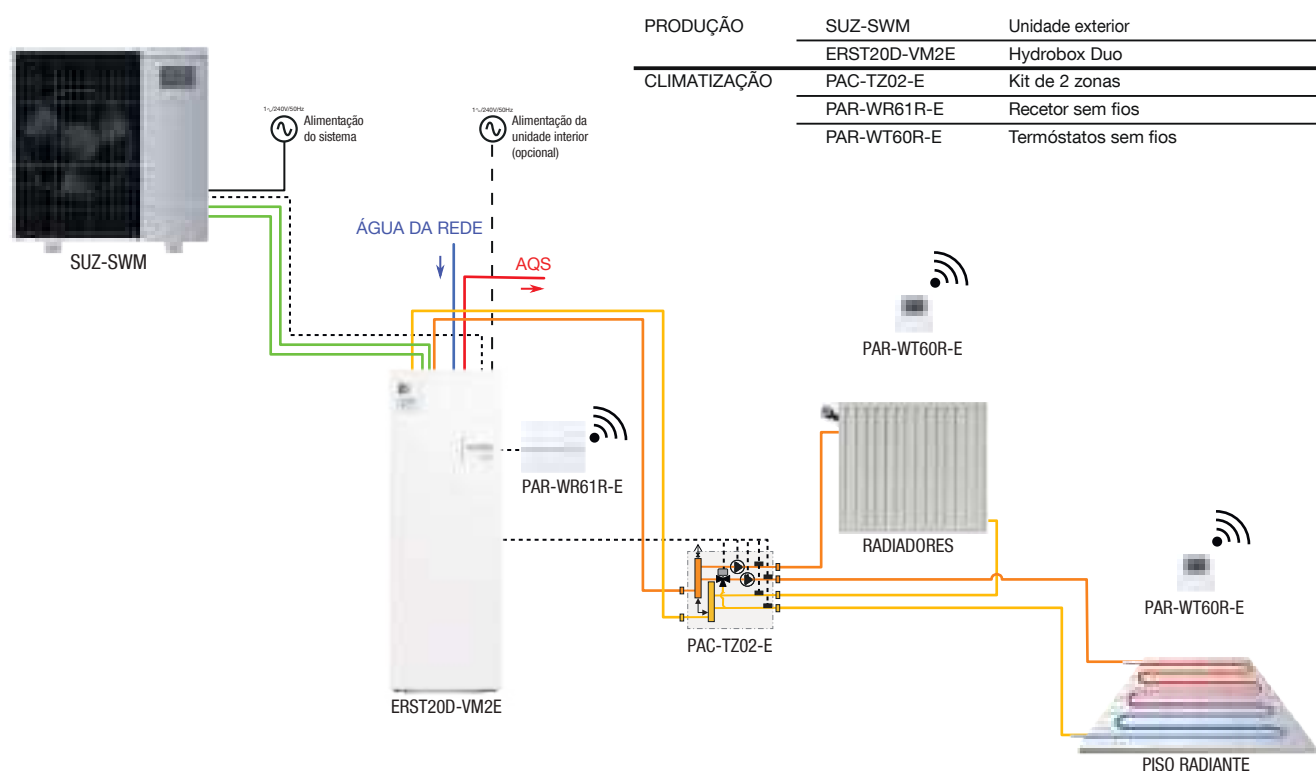 PRODUÇÃO SUZ-SWM Unidade exterior
ERST20D-VM2E Hydrobox Duo
CLIMATIZAÇÃO PAC-TZ02-E Kit de 2 zonas
PAR-WR61R-E Recetor sem fios
PAR-WT60R-E Termóstatos sem fios
1~/240V/50Hz
Alimentação
do sistema
1~/240V/50Hz
Alimentação da
unidade interior
(opcional)
SUZ-SWM
ÁGUA DA REDE
AQS
PAR-WT60R-E
PAR-WR61R-E
RADIADORES
PAR-WT60R-E
PAC-TZ02-E
ERST20D-VM2E
PISO RADIANTE